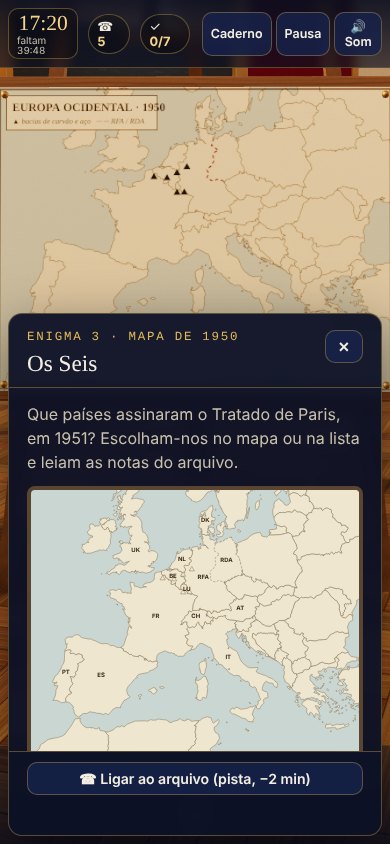 17:20
faltam
39:48
☎
5
✓
0/7
Caderno
Pausa
🔊
Som
EUROPA OCIDENTAL · 1950
▲ bacias de carvão e aço — — RFA / RDA
ENIGMA 3 · MAPA DE 1950
Os Seis
×
Que países assinaram o Tratado de Paris,
em 1951? Escolham-nos no mapa ou na lista
e leiam as notas do arquivo.
DK
UK
NL
RDA
BE
RFA
LU
FR
CH
AT
IT
PT
ES
☎ Ligar ao arquivo (pista, −2 min)